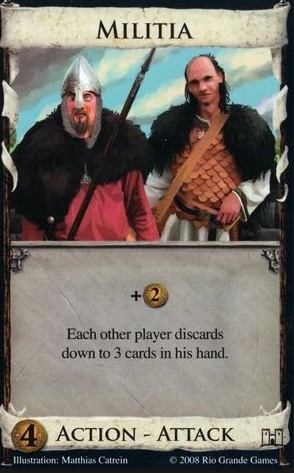 MILITIA
+2
Each other player discards
down to 3 cards in his hand.
4 ACTION - ATTACK
Illustration: Matthias Catrein © 2008 Rio Grande Games